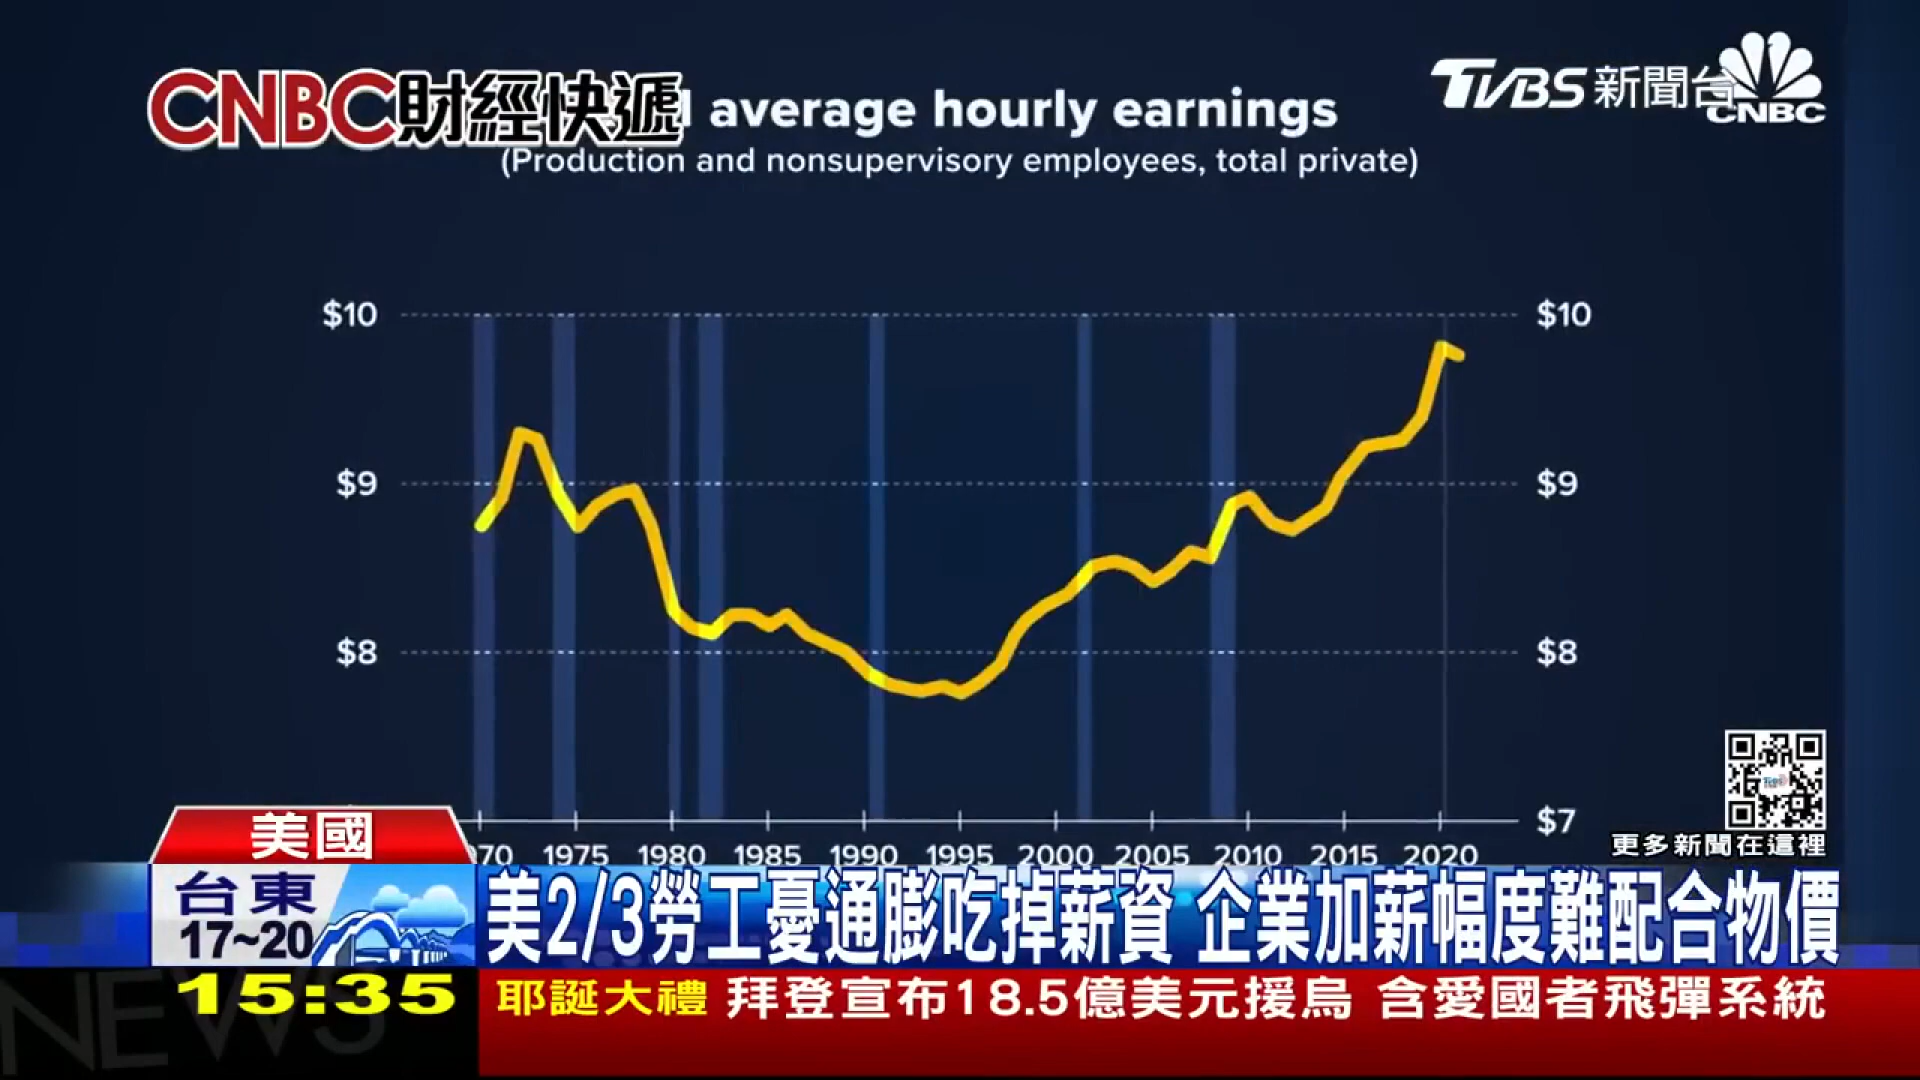 CNBC財經快遞
average hourly earnings
(Production and nonsupervisory employees, total private)
TVBS新聞台
CNBC
$10
$10
$9
$9
$8
$8
$7
1975 1980 1985 1990 1995 2000 2005 2010 2015 2020
更多新聞在這裡
美國
台東
17~20
美2/3勞工憂通膨吃掉薪資 企業加薪幅度難配合物價
15:35
耶誕大禮 拜登宣布18.5億美元援烏 含愛國者飛彈系統
NEWS